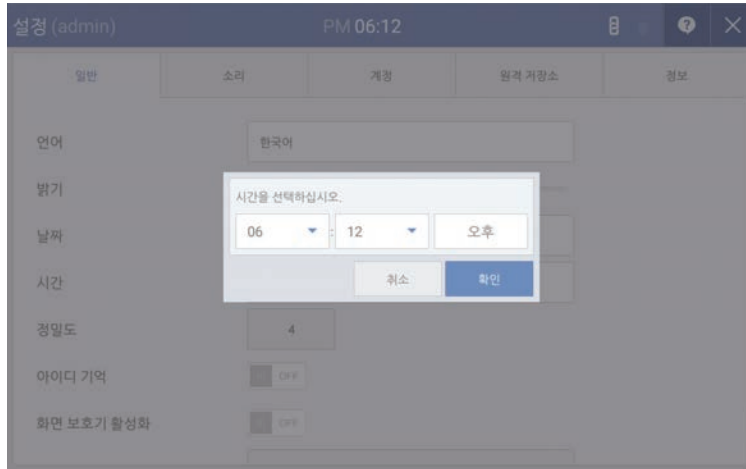 설정 (admin) PM 06:12 ?
일반 소리 계정 원격 저장소 정보
언어 한국어
밝기
시간을 선택하십시오.
날짜 06 : 12 오후
시간 취소 확인
정밀도 4
아이디 기억 OFF
화면 보호기 활성화 OFF